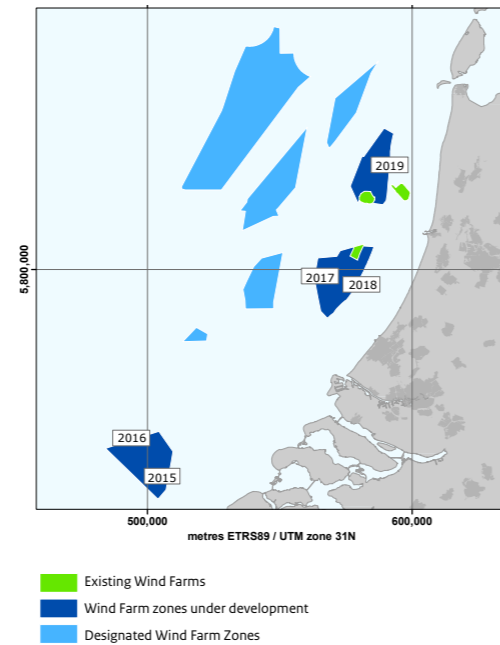 2019
5,800,000
2017
2018
2016
2015
500,000
600,000
metres ETRS89 / UTM zone 31N
Existing Wind Farms
Wind Farm zones under development
Designated Wind Farm Zones